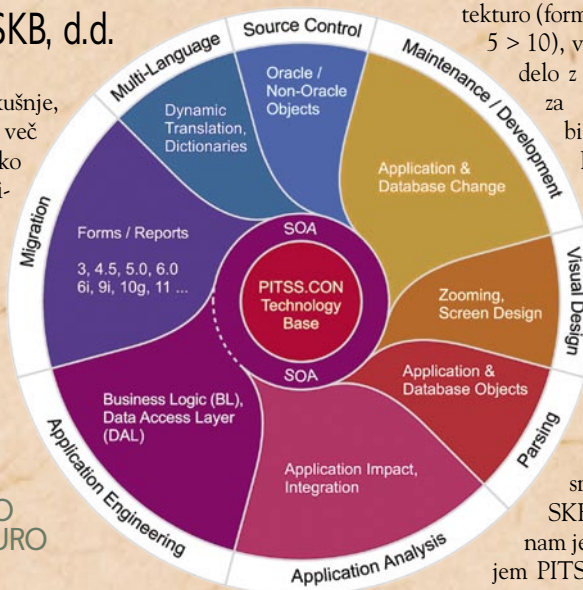 SKB, d.d.
kušnje,
več
ko
i-
O
URO
Source Control
Oracle /
Non-Oracle
Objects
Maintenance / Development
Application &
Database Change
Visual Design
Zooming,
Screen Design
Parsing
Application &
Database Objects
Application Analysis
Application Impact,
Integration
Application Engineering
Business Logic (BL),
Data Access Layer
(DAL)
Migration
Forms / Reports
3, 4.5, 5.0, 6.0
6i, 9i, 10g, 11 ...
Multi-Language
Dynamic
Translation,
Dictionaries
SOA
PITSS.CON
Technology
Base
SOA
tekturo (form
5 > 10), v
delo z
za
bi
sr
SKB
nam je
jem PITS